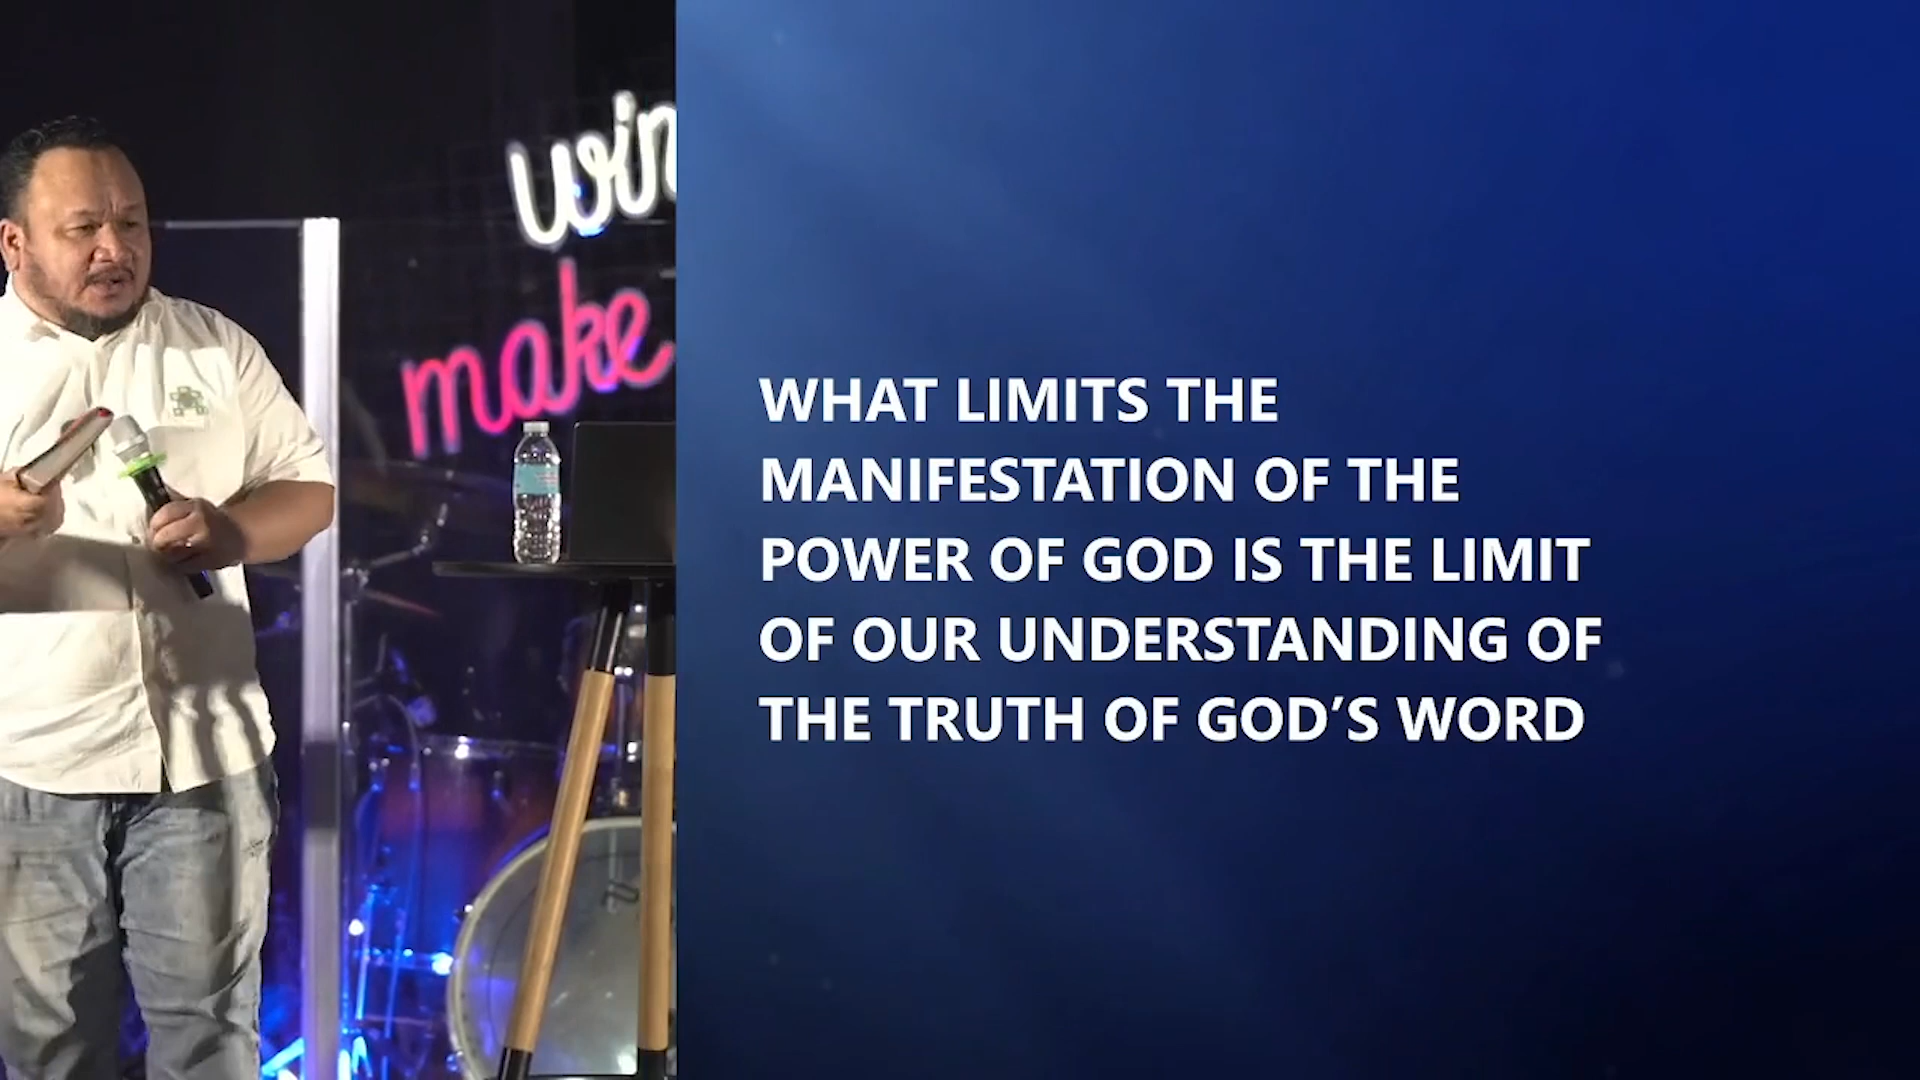 make
WHAT LIMITS THE
MANIFESTATION OF THE
POWER OF GOD IS THE LIMIT
OF OUR UNDERSTANDING OF
THE TRUTH OF GOD’S WORD